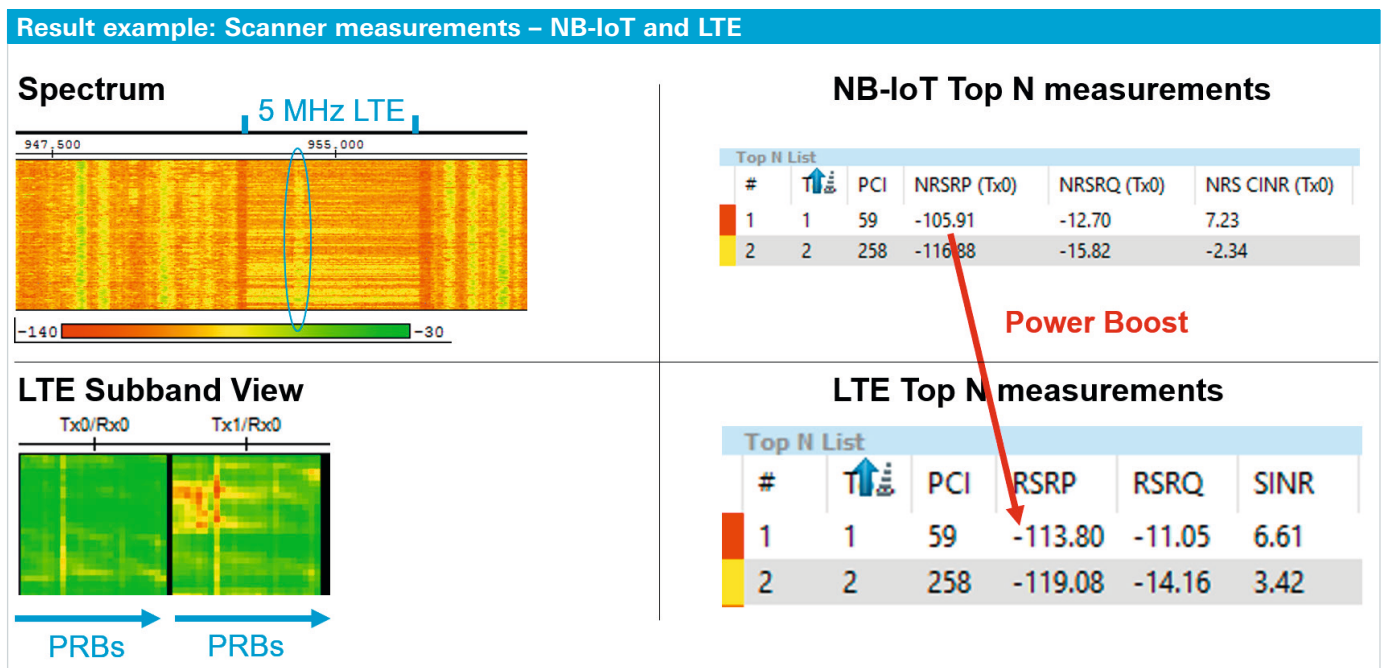 Result example: Scanner measurements – NB-IoT and LTE
Spectrum
5 MHz LTE
947,500 955,000
-140 -30
NB-IoT Top N measurements
Top N List
# PCI NRSRP (Tx0) NRSRQ (Tx0) NRS CINR (Tx0)
1 1 59 -105.91 -12.70 7.23
2 2 258 -116.88 -15.82 -2.34
Power Boost
LTE Subband View
Tx0/Rx0 Tx1/Rx0
PRBs PRBs
LTE Top N measurements
Top N List
# PCI RSRP RSRQ SINR
1 1 59 -113.80 -11.05 6.61
2 2 258 -119.08 -14.16 3.42